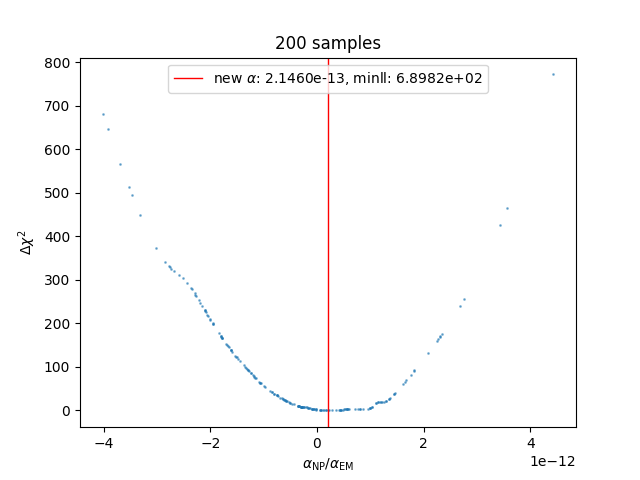 200 samples
new α: 2.1460e-13, minll: 6.8982e+02
800
700
600
500
400
300
200
100
0
Δχ²
−4 −2 0 2 4
1e−12
α_NP/α_EM